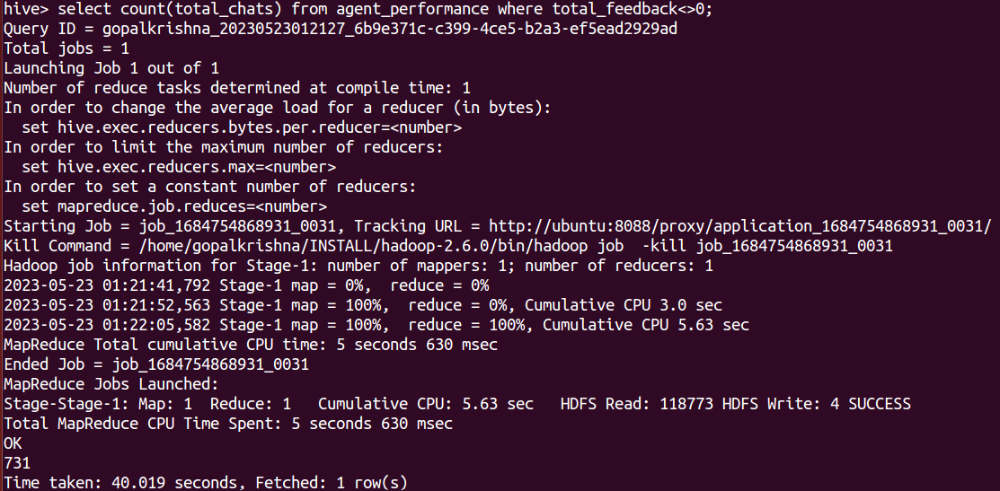 hive> select count(total_chats) from agent_performance where total_feedback<>0;
Query ID = gopalkrishna_20230523012127_6b9e371c-c399-4ce5-b2a3-ef5ead2929ad
Total jobs = 1
Launching Job 1 out of 1
Number of reduce tasks determined at compile time: 1
In order to change the average load for a reducer (in bytes):
  set hive.exec.reducers.bytes.per.reducer=<number>
In order to limit the maximum number of reducers:
  set hive.exec.reducers.max=<number>
In order to set a constant number of reducers:
  set mapreduce.job.reduces=<number>
Starting Job = job_1684754868931_0031, Tracking URL = http://ubuntu:8088/proxy/application_1684754868931_0031/
Kill Command = /home/gopalkrishna/INSTALL/hadoop-2.6.0/bin/hadoop job  -kill job_1684754868931_0031
Hadoop job information for Stage-1: number of mappers: 1; number of reducers: 1
2023-05-23 01:21:41,792 Stage-1 map = 0%,  reduce = 0%
2023-05-23 01:21:52,563 Stage-1 map = 100%,  reduce = 0%, Cumulative CPU 3.0 sec
2023-05-23 01:22:05,582 Stage-1 map = 100%,  reduce = 100%, Cumulative CPU 5.63 sec
MapReduce Total cumulative CPU time: 5 seconds 630 msec
Ended Job = job_1684754868931_0031
MapReduce Jobs Launched:
Stage-Stage-1: Map: 1  Reduce: 1   Cumulative CPU: 5.63 sec   HDFS Read: 118773 HDFS Write: 4 SUCCESS
Total MapReduce CPU Time Spent: 5 seconds 630 msec
OK
731
Time taken: 40.019 seconds, Fetched: 1 row(s)